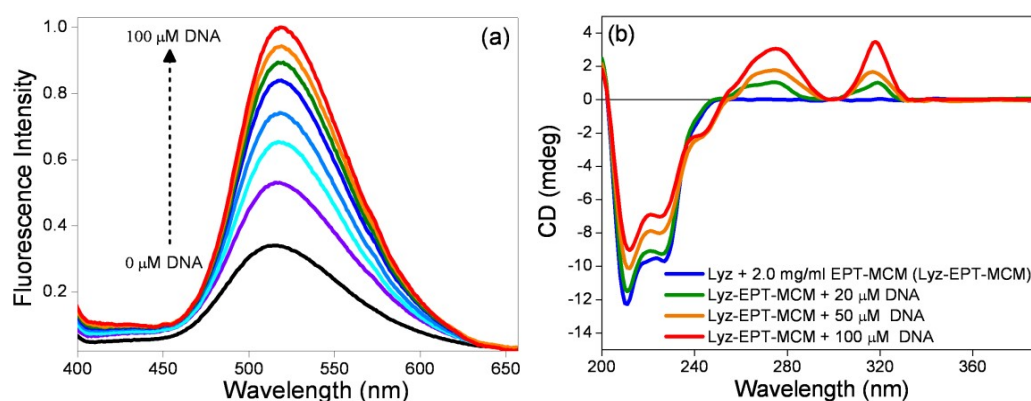 (a)
100 μM DNA
0 μM DNA
Fluorescence Intensity
1.0
0.8
0.6
0.4
0.2
400 450 500 550 600 650
Wavelength (nm)
(b)
CD (mdeg)
4
2
0
-2
-4
-6
-8
-10
-12
-14
Lyz + 2.0 mg/ml EPT-MCM (Lyz-EPT-MCM)
Lyz-EPT-MCM + 20 μM DNA
Lyz-EPT-MCM + 50 μM DNA
Lyz-EPT-MCM + 100 μM DNA
200 240 280 320 360
Wavelength (nm)